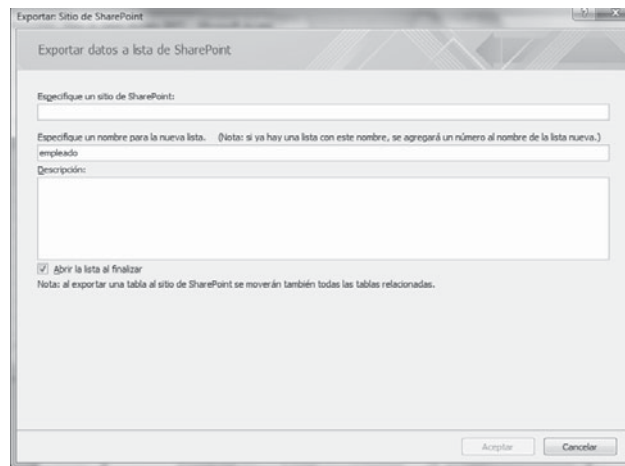 Exportar: Sitio de SharePoint
Exportar datos a lista de SharePoint
Especifique un sitio de SharePoint:
Especifique un nombre para la nueva lista. (Nota: si ya hay una lista con este nombre, se agregará un número al nombre de la lista nueva.)
empleado
Descripción:
Abrir la lista al finalizar
Nota: al exportar una tabla al sitio de SharePoint se moverán también todas las tablas relacionadas.
Aceptar Cancelar